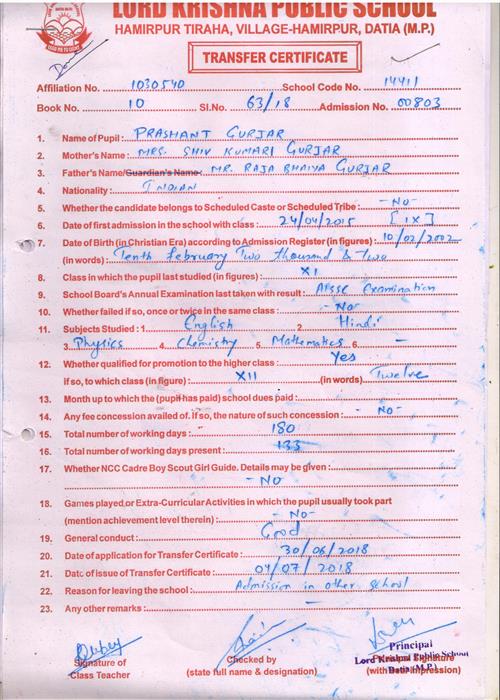 LORD KRISHNA PUBLIC SCHOOL
HAMIRPUR TIRAHA, VILLAGE-HAMIRPUR, DATIA (M.P.)
TRANSFER CERTIFICATE
Affiliation No. 1030540 School Code No. 14411
Book No. 10 Sl.No. 63/18 Admission No. 00803
1. Name of Pupil : PRASHANT GURJAR
2. Mother's Name : MRS. SHIV KUMARI GURJAR
3. Father's Name/Guardian's Name : MR. RAJA BHAIYA GURJAR
4. Nationality : INDIAN
5. Whether the candidate belongs to Scheduled Caste or Scheduled Tribe : -No-
6. Date of first admission in the school with class : 24/04/2015 [IX]
7. Date of Birth (in Christian Era) according to Admission Register (in figures) : 10/02/2002
(in words) : Tenth february Two thousand & Two
8. Class in which the pupil last studied (in figures) : XI
9. School Board's Annual Examination last taken with result : Examination
10. Whether failed if so, once or twice in the same class : -No-
11. Subjects Studied : 1. English 2. Hindi
3. Physics 4. Chemistry 5. Mathematics 6. -
12. Whether qualified for promotion to the higher class : Yes
if so, to which class (in figure) : XII (in words) Twelve
13. Month up to which the (pupil has paid) school dues paid :
14. Any fee concession availed of. if so, the nature of such concession : - No-
15. Total number of working days : 180
16. Total number of working days present : 133
17. Whether NCC Cadre Boy Scout Girl Guide. Details may be given :
- No
18. Games played or Extra-Curricular Activities in which the pupil usually took part
(mention achievement level therein) : -No-
19. General conduct : Good
20. Date of application for Transfer Certificate : 30/06/2018
21. Date of issue of Transfer Certificate : 04/07/2018
22. Reason for leaving the school : Admission in other school
23. Any other remarks : -
Signature of
Class Teacher
Checked by
(state full name & designation)
Principal
Lord Krishna Public School
Datia (M.P.)